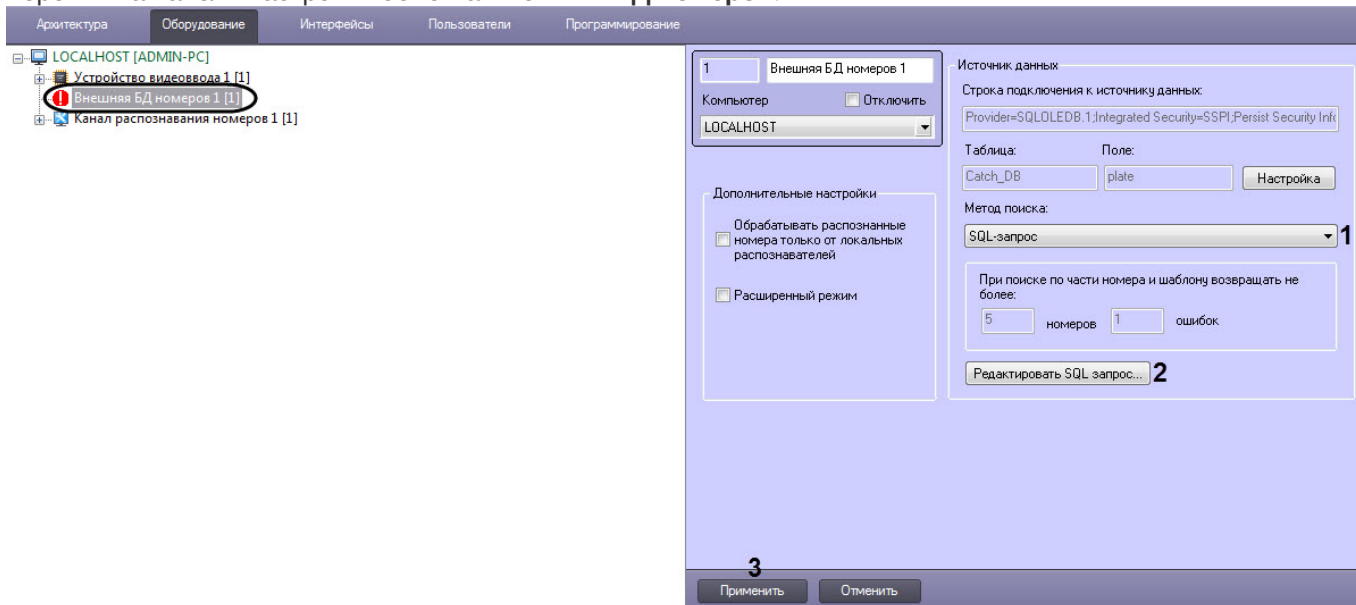 Архитектура Оборудование Интерфейсы Пользователи Программирование
LOCALHOST [ADMIN-PC]
Устройство видеоввода 1 [1]
Внешняя БД номеров 1 [1]
Канал распознавания номеров 1 [1]
1 Внешняя БД номеров 1
Компьютер Отключить
LOCALHOST
Дополнительные настройки
Обрабатывать распознанные
номера только от локальных
распознавателей
Расширенный режим
Источник данных
Строка подключения к источнику данных:
Provider=SQLOLEDB.1;Integrated Security=SSPI;Persist Security Info
Таблица: Поле:
Catch_DB plate Настройка
Метод поиска:
SQL-запрос 1
При поиске по части номера и шаблону возвращать не
более:
5 номеров 1 ошибок
Редактировать SQL запрос... 2
3
Применить Отменить